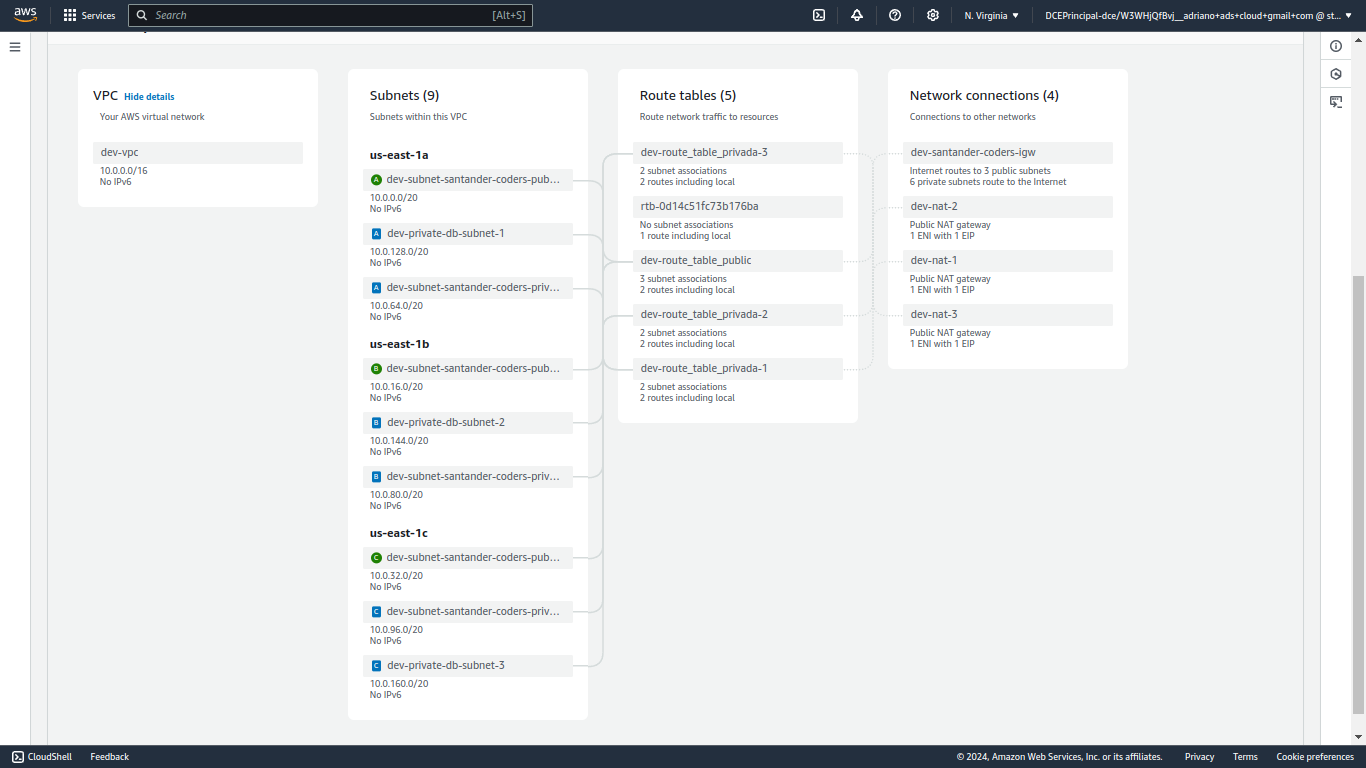 aws
Services
Search
[Alt+S]
N. Virginia
DCEPrincipal-dce/W3WHjQfBvj__adriano+ads+cloud+gmail+com @ st...
VPC Hide details
Your AWS virtual network
dev-vpc
10.0.0.0/16
No IPv6
Subnets (9)
Subnets within this VPC
us-east-1a
A dev-subnet-santander-coders-pub...
10.0.0.0/20
No IPv6
A dev-private-db-subnet-1
10.0.128.0/20
No IPv6
A dev-subnet-santander-coders-priv...
10.0.64.0/20
No IPv6
us-east-1b
B dev-subnet-santander-coders-pub...
10.0.16.0/20
No IPv6
B dev-private-db-subnet-2
10.0.144.0/20
No IPv6
B dev-subnet-santander-coders-priv...
10.0.80.0/20
No IPv6
us-east-1c
C dev-subnet-santander-coders-pub...
10.0.32.0/20
No IPv6
C dev-subnet-santander-coders-priv...
10.0.96.0/20
No IPv6
C dev-private-db-subnet-3
10.0.160.0/20
No IPv6
Route tables (5)
Route network traffic to resources
dev-route_table_privada-3
2 subnet associations
2 routes including local
rtb-0d14c51fc73b176ba
No subnet associations
1 route including local
dev-route_table_public
3 subnet associations
2 routes including local
dev-route_table_privada-2
2 subnet associations
2 routes including local
dev-route_table_privada-1
2 subnet associations
2 routes including local
Network connections (4)
Connections to other networks
dev-santander-coders-igw
Internet routes to 3 public subnets
6 private subnets route to the Internet
dev-nat-2
Public NAT gateway
1 ENI with 1 EIP
dev-nat-1
Public NAT gateway
1 ENI with 1 EIP
dev-nat-3
Public NAT gateway
1 ENI with 1 EIP
CloudShell
Feedback
© 2024, Amazon Web Services, Inc. or its affiliates.
Privacy
Terms
Cookie preferences